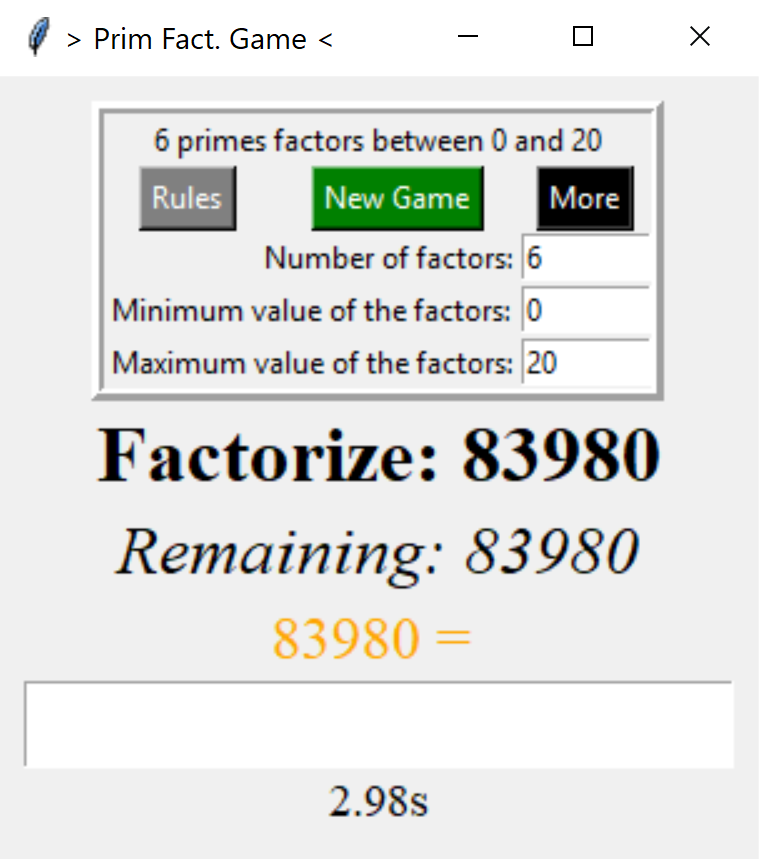 > Prim Fact. Game <
6 primes factors between 0 and 20
Rules New Game More
Number of factors: 6
Minimum value of the factors: 0
Maximum value of the factors: 20
Factorize: 83980
Remaining: 83980
83980 =
2.98s